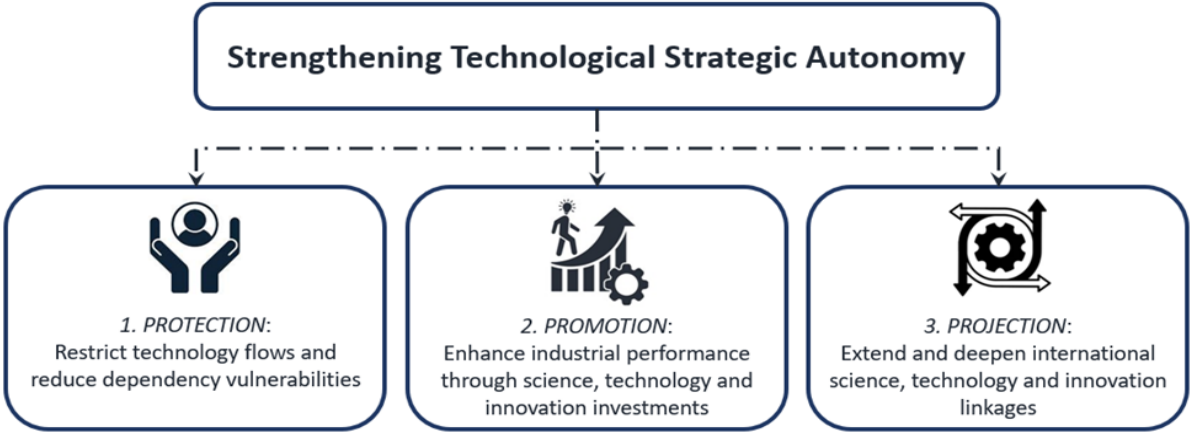 Strengthening Technological Strategic Autonomy
1. PROTECTION:
Restrict technology flows and
reduce dependency vulnerabilities
2. PROMOTION:
Enhance industrial performance
through science, technology and
innovation investments
3. PROJECTION:
Extend and deepen international
science, technology and innovation
linkages